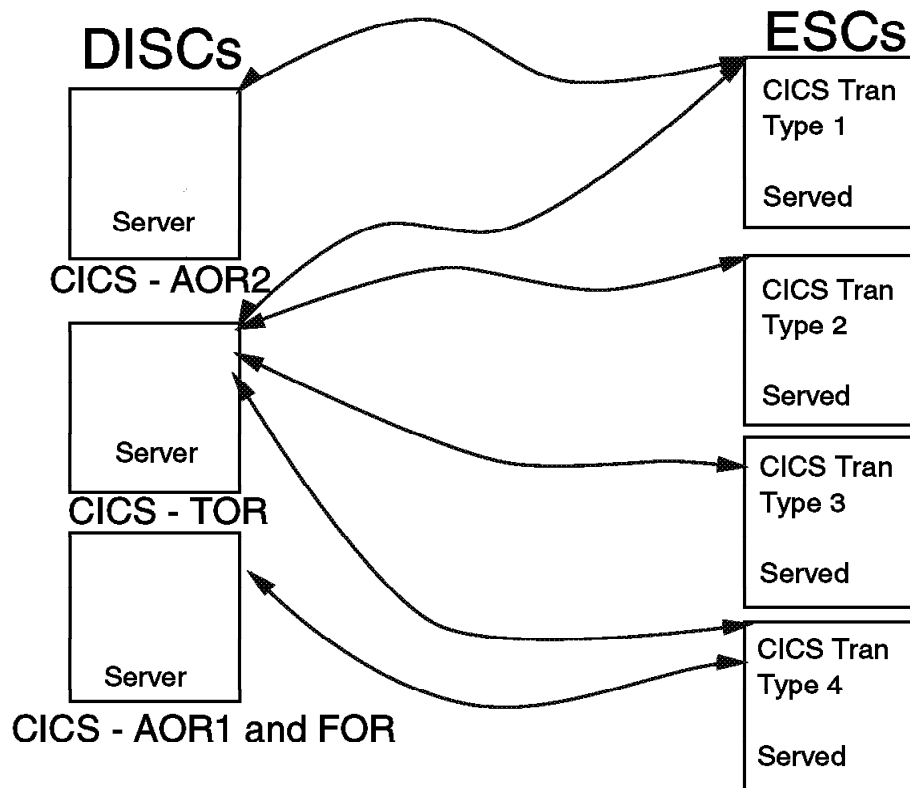 DISCs
Server
CICS - AOR2
Server
CICS - TOR
Server
CICS - AOR1 and FOR
ESCs
CICS Tran
Type 1
Served
CICS Tran
Type 2
Served
CICS Tran
Type 3
Served
CICS Tran
Type 4
Served